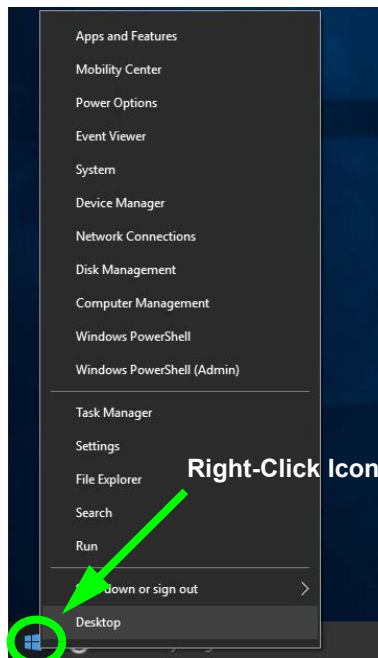 Apps and Features
Mobility Center
Power Options
Event Viewer
System
Device Manager
Network Connections
Disk Management
Computer Management
Windows PowerShell
Windows PowerShell (Admin)
Task Manager
Settings
File Explorer
Right-Click Icon
Search
Run
down or sign out
Desktop